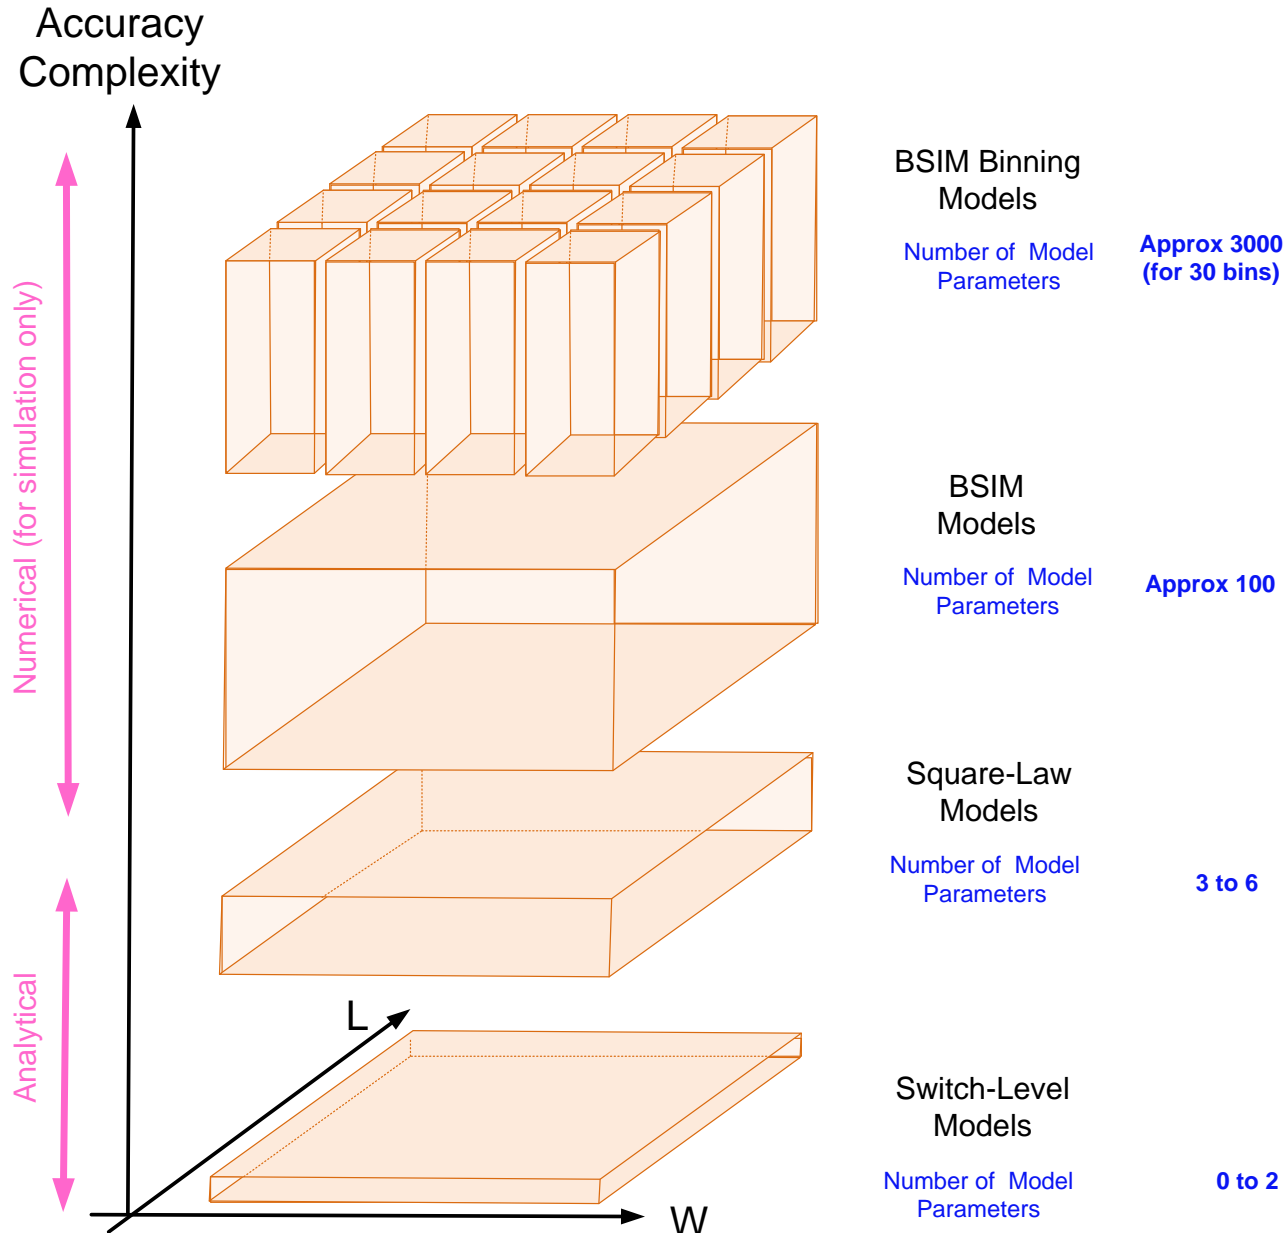 Accuracy
Complexity
BSIM Binning
Models
Number of Model
Parameters
Approx 3000
(for 30 bins)
Numerical (for simulation only)
BSIM
Models
Number of Model
Parameters
Approx 100
Square-Law
Models
Number of Model
Parameters
3 to 6
Analytical
L
Switch-Level
Models
Number of Model
Parameters
0 to 2
W